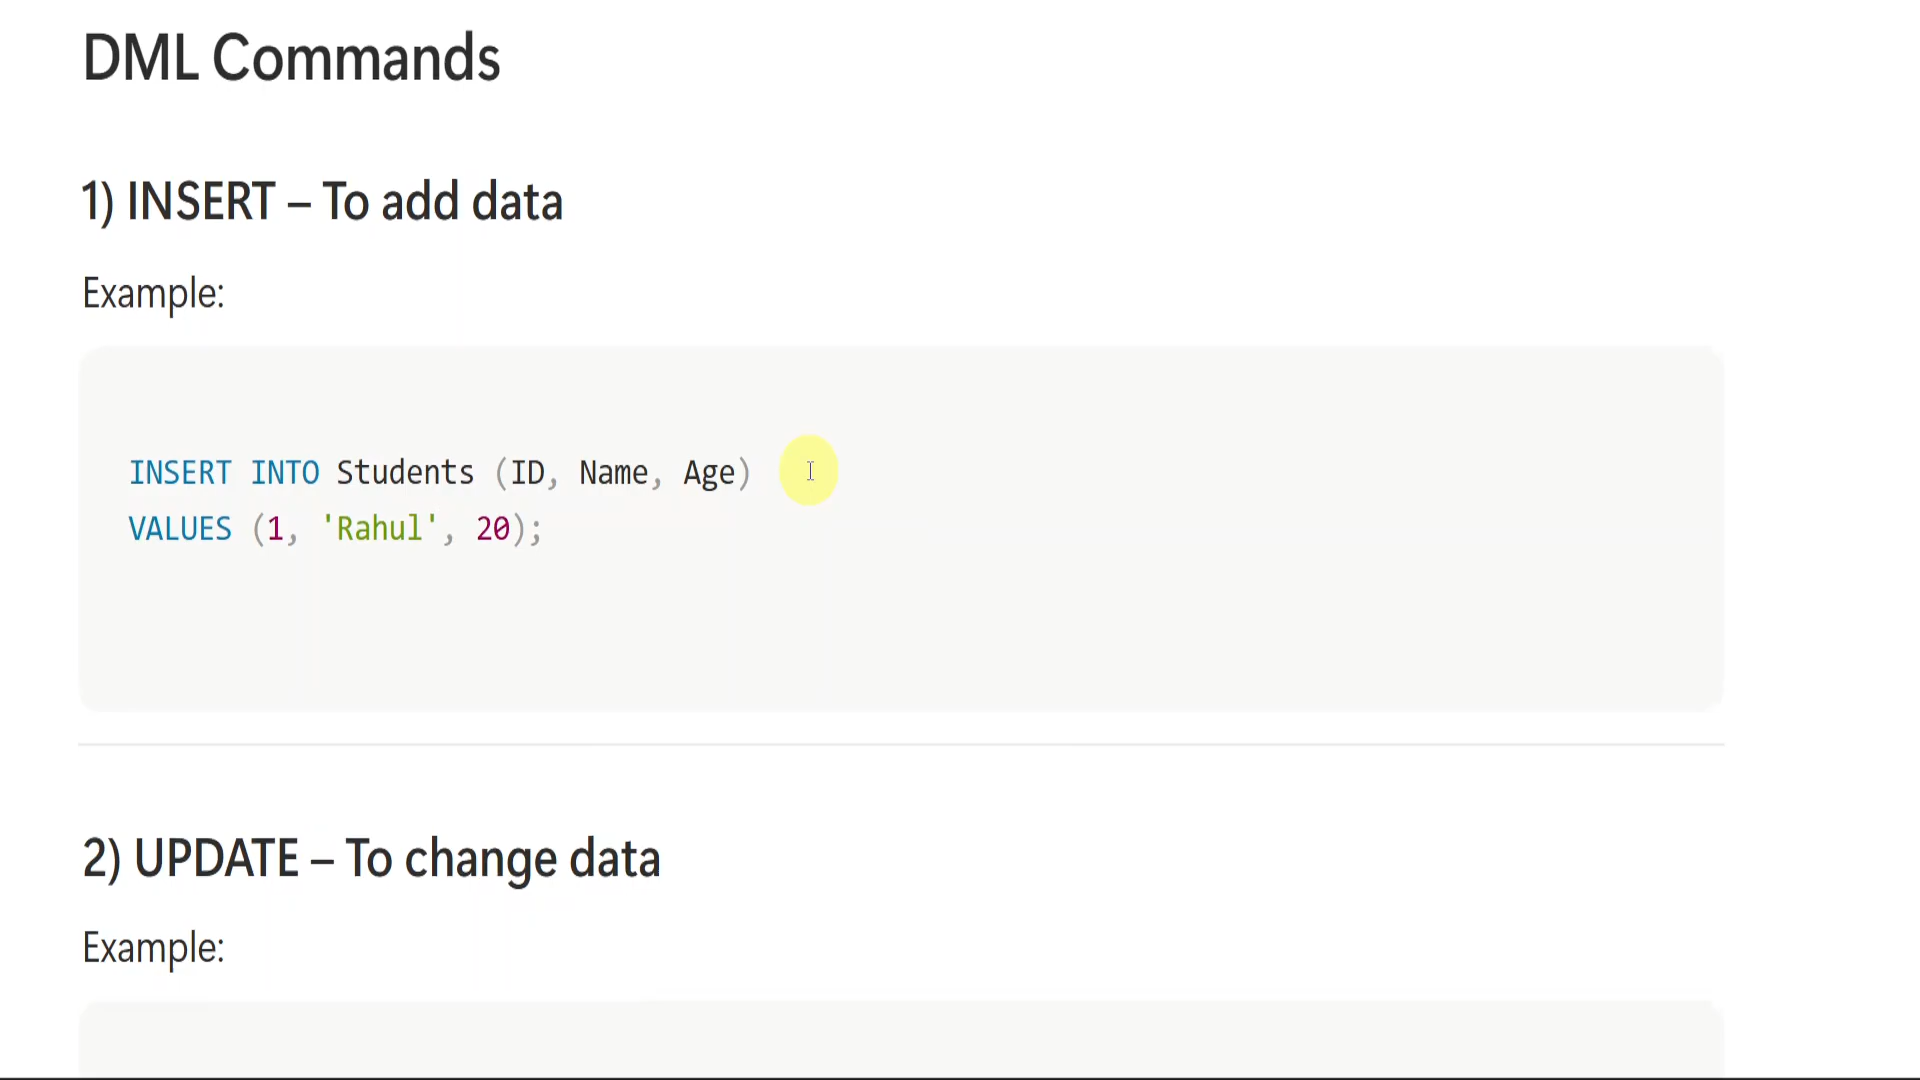 DML Commands
1) INSERT – To add data
Example:
INSERT INTO Students (ID, Name, Age)
VALUES (1, 'Rahul', 20);
2) UPDATE – To change data
Example: